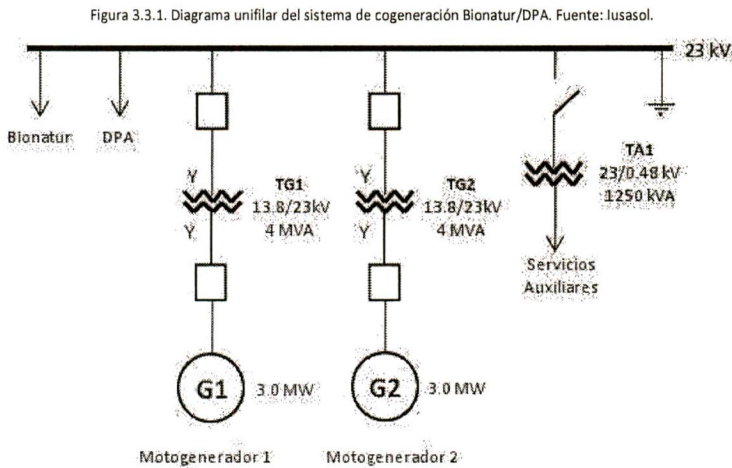 Figura 3.3.1. Diagrama unifilar del sistema de cogeneración Bionatur/DPA. Fuente: Iusasol.
23 kV
Bionatur
DPA
Y
TG1
13.8/23kV
4 MVA
Y
Y
TG2
13.8/23kV
4 MVA
Y
TA1
23/0.48 kV
1250 kVA
Servicios
Auxiliares
G1
3.0 MW
G2
3.0 MW
Motogenerador 1
Motogenerador 2